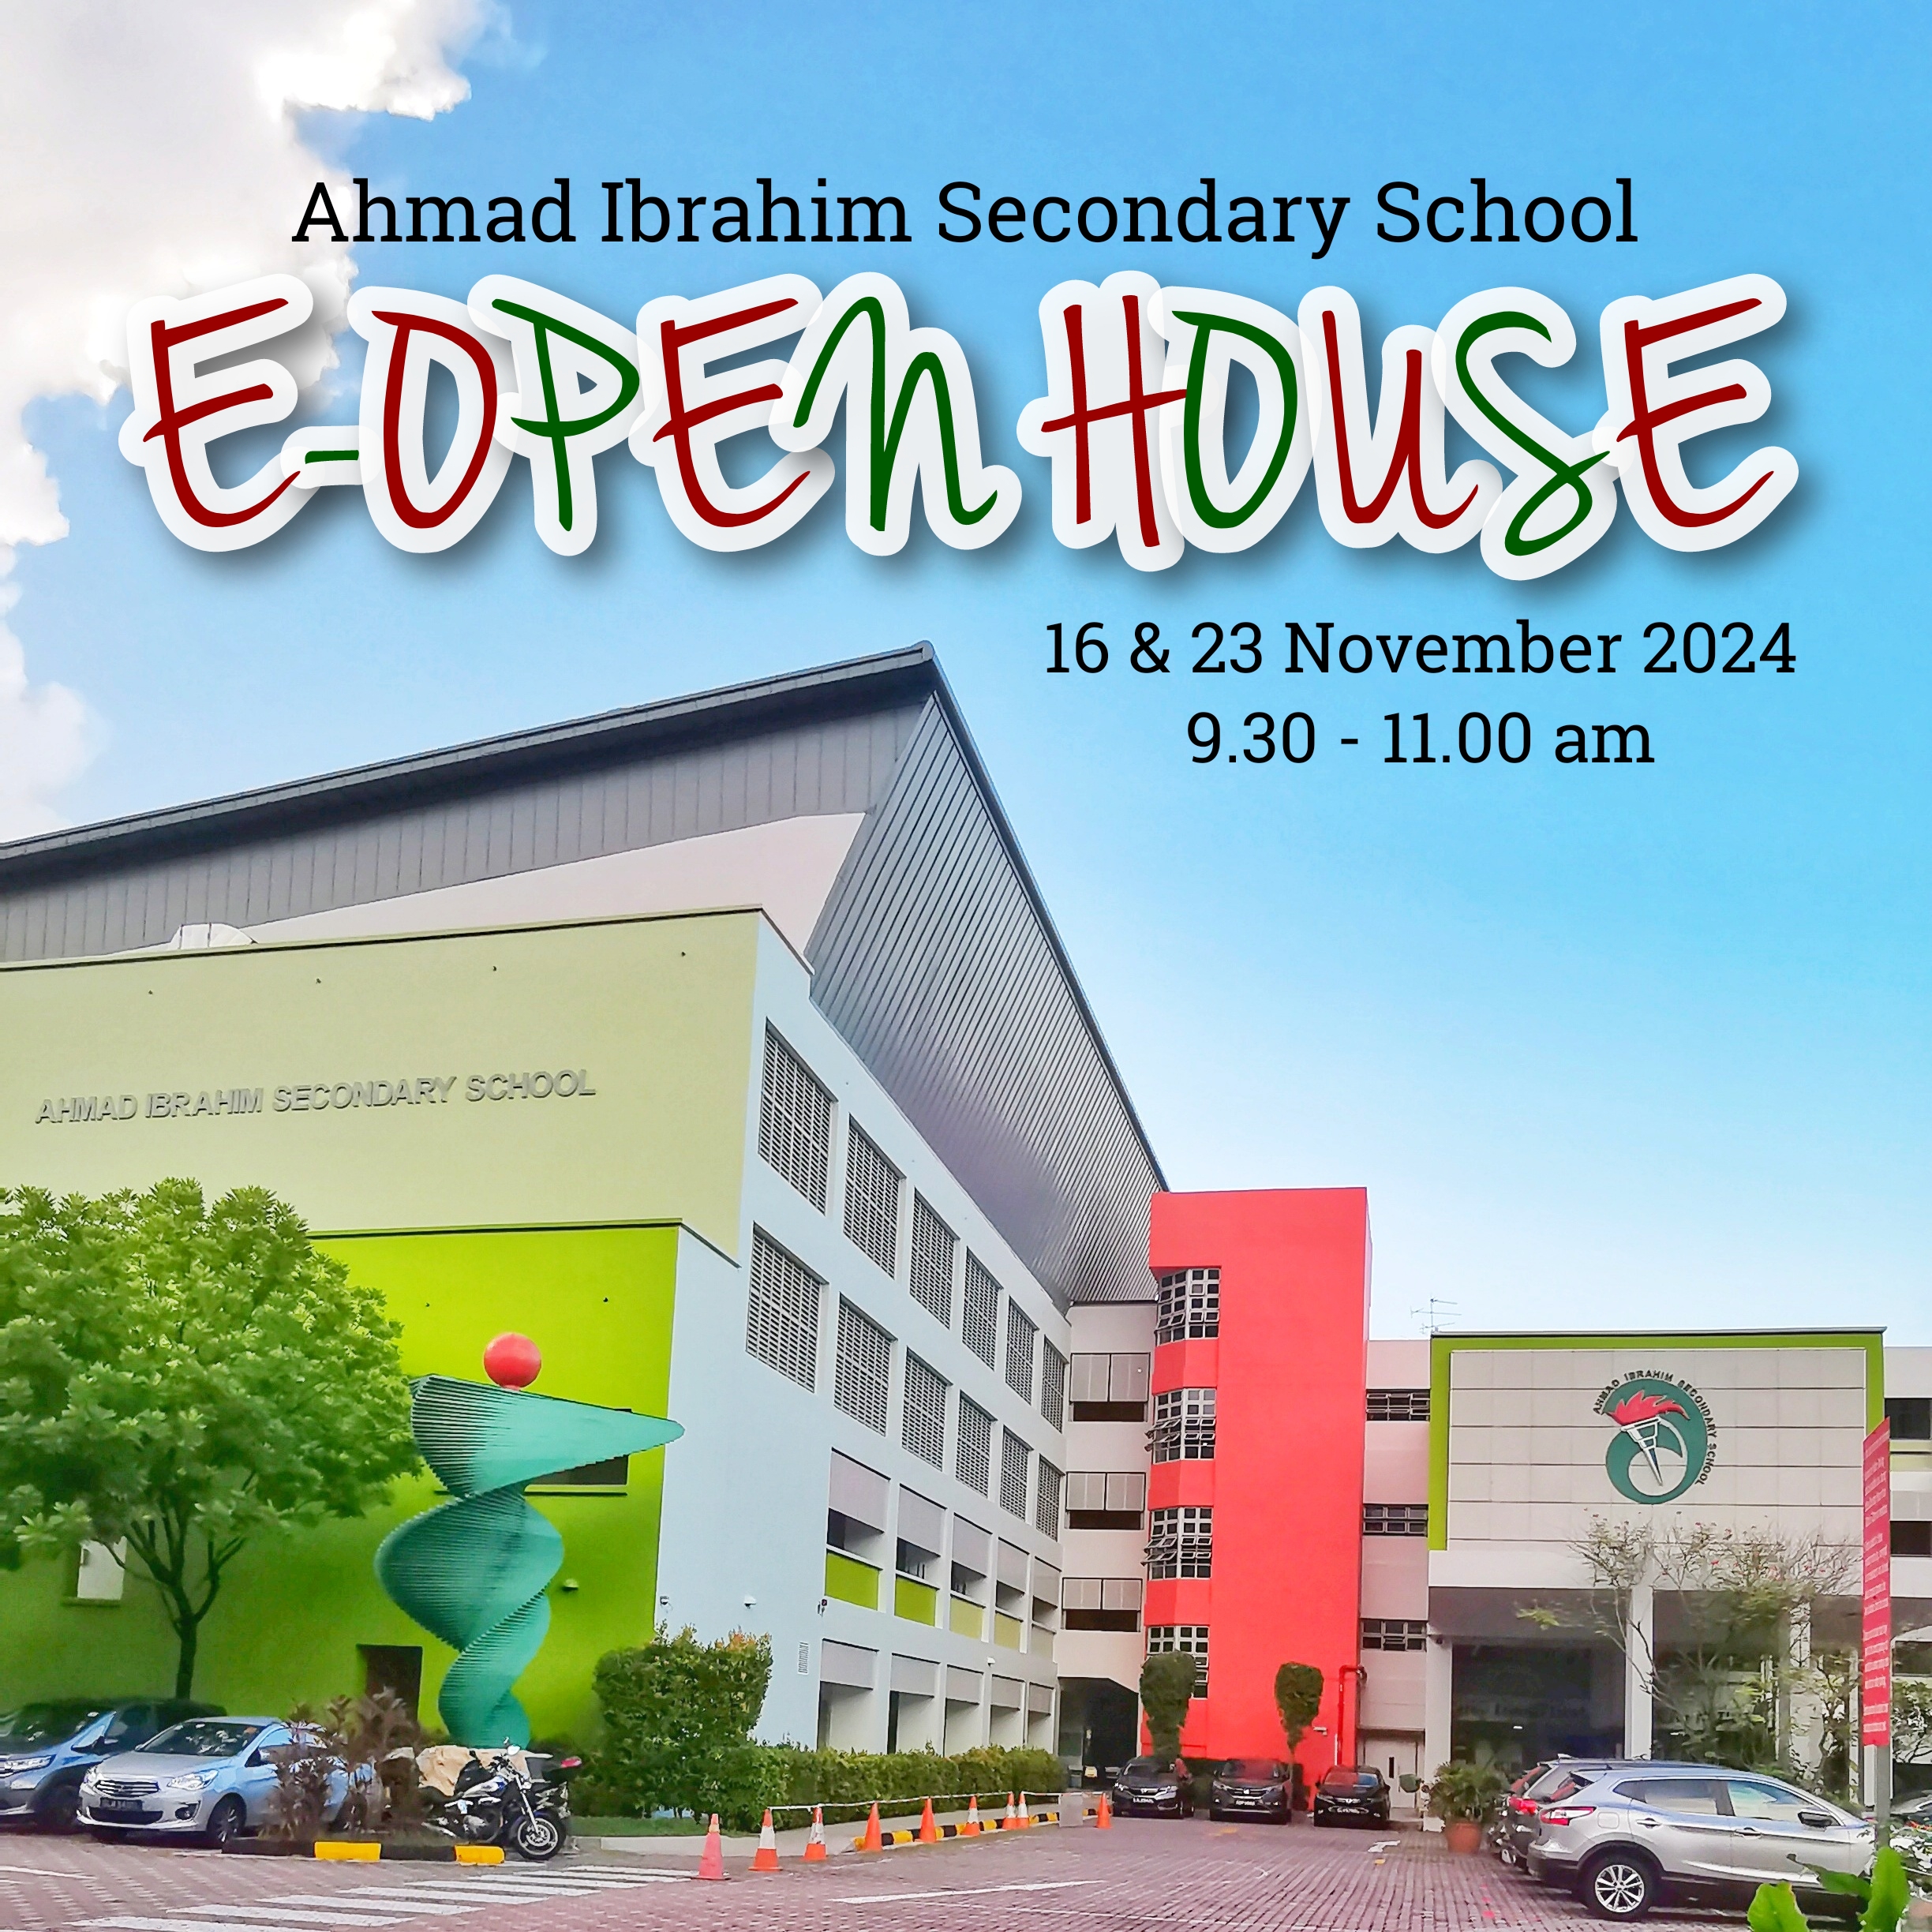 Ahmad Ibrahim Secondary School
E-OPEN HOUSE
16 & 23 November 2024
9.30 - 11.00 am
AHMAD IBRAHIM SECONDARY SCHOOL
AHMAD IBRAHIM SECONDARY SCHOOL